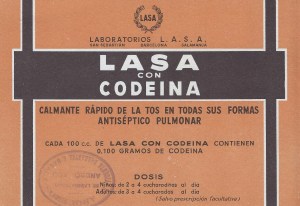 LASA
LABORATORIOS L.A.S.A.
SAN SEBASTIAN BARCELONA SALAMANCA
LASA
CON
CODEINA
CALMANTE RÁPIDO DE LA TOS EN TODAS SUS FORMAS
ANTISÉPTICO PULMONAR
CADA 100 c.c. DE LASA CON CODEINA CONTIENEN
0,100 GRAMOS DE CODEINA
DOSIS
Niños, de 2 a 4 cucharaditas al día
Adultos de 3 a 4 cucharadas al día
(Salvo prescripción facultativa)